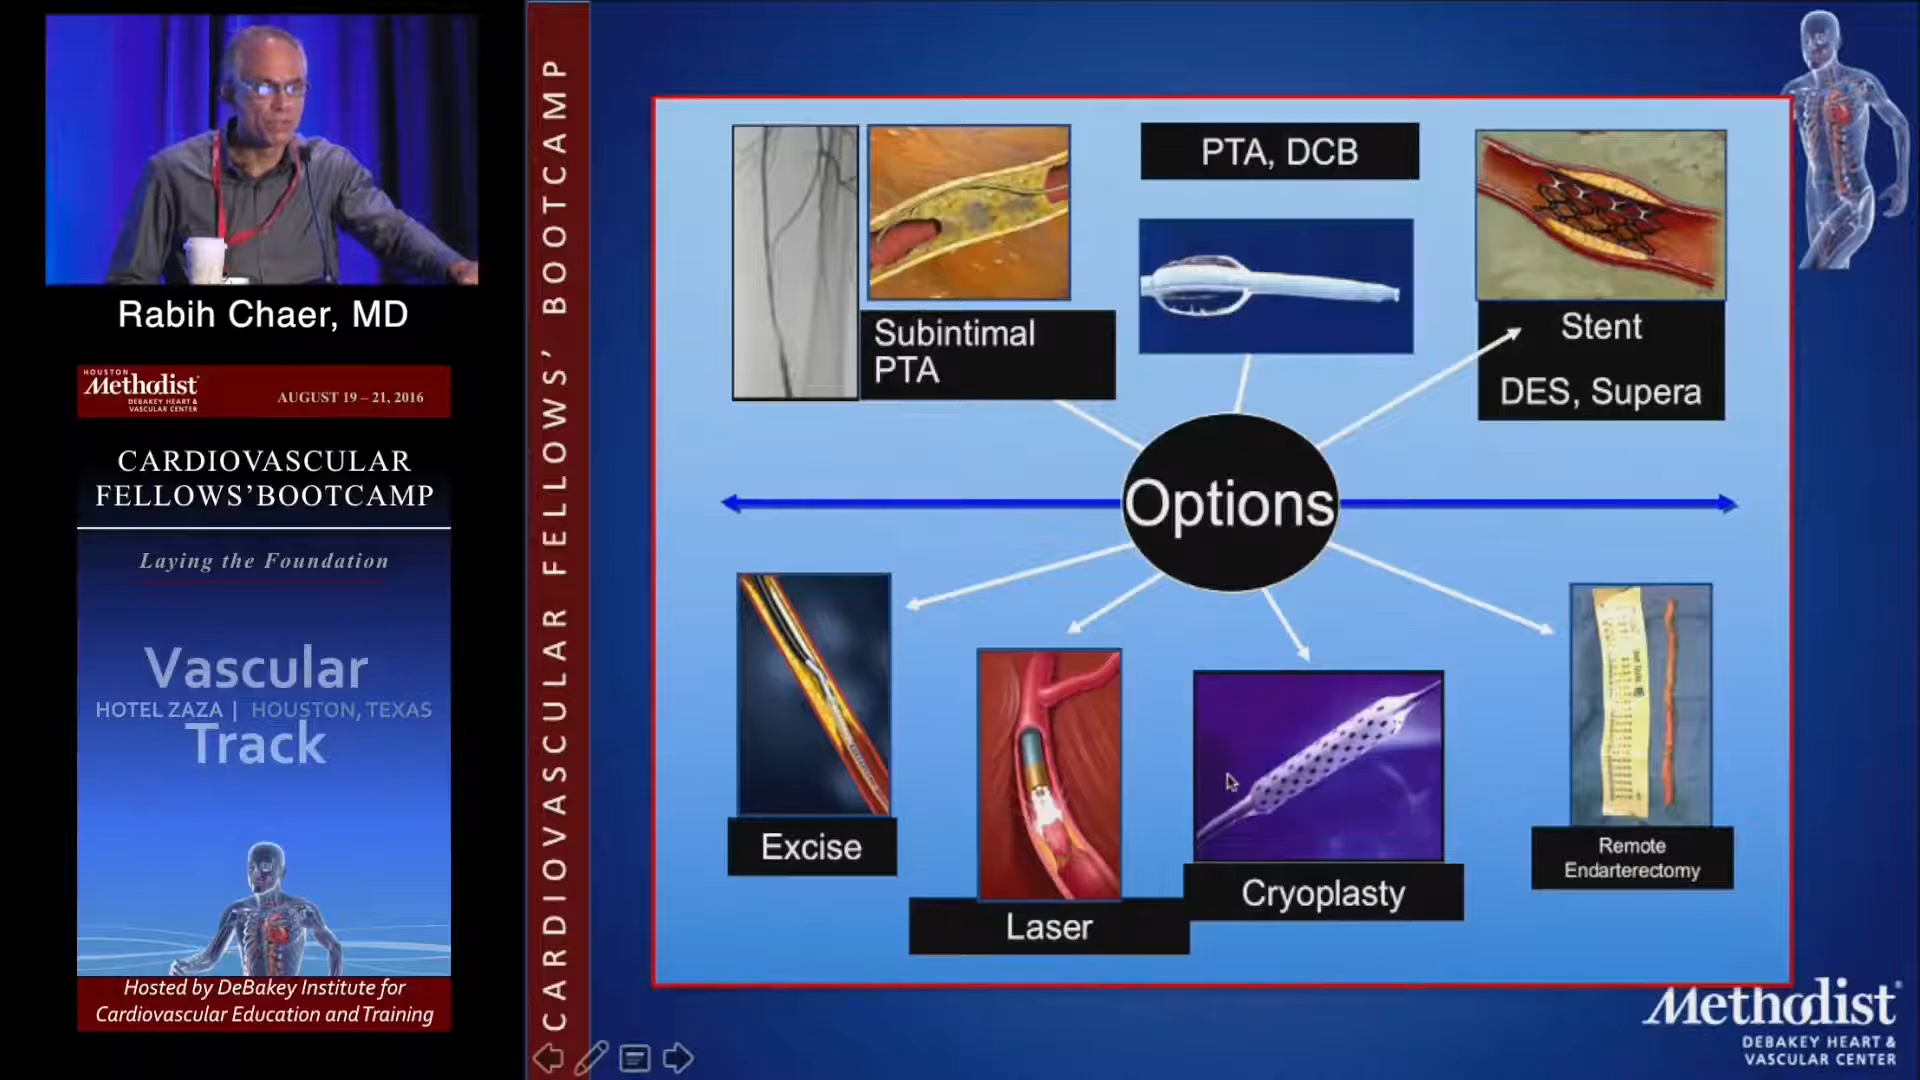 Rabih Chaer, MD
HOUSTON
Methodist
DEBAKEY HEART &
VASCULAR CENTER
AUGUST 19 – 21, 2016
CARDIOVASCULAR
FELLOWS’BOOTCAMP
Laying the Foundation
Vascular
HOTEL ZAZA | HOUSTON, TEXAS
Track
Hosted by DeBakey Institute for
Cardiovascular Education and Training
CARDIOVASCULAR FELLOWS’ BOOTCAMP
Subintimal
PTA
PTA, DCB
Stent
DES, Supera
Options
Excise
Laser
Cryoplasty
Remote
Endarterectomy
Methodist
DEBAKEY HEART &
VASCULAR CENTER